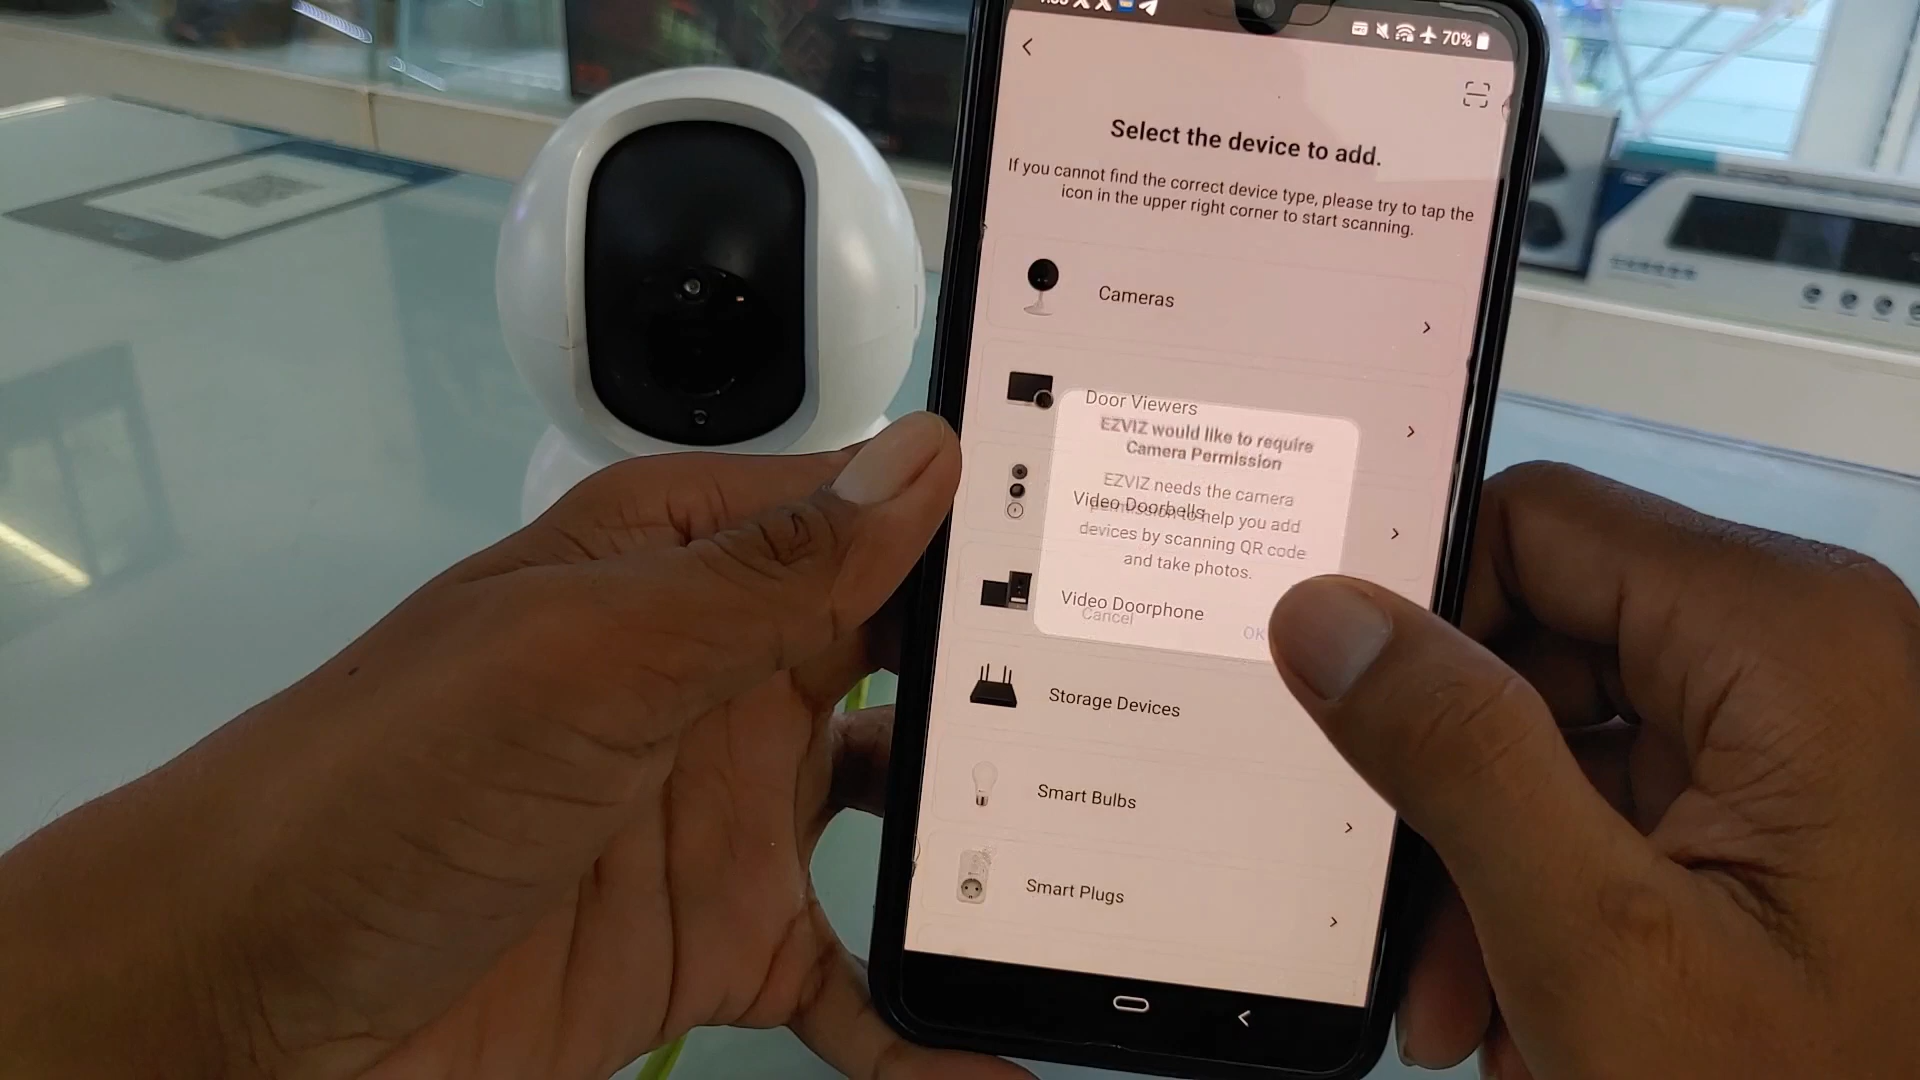 70%
Select the device to add.
If you cannot find the correct device type, please try to tap the
icon in the upper right corner to start scanning.
Cameras
Door Viewers
EZVIZ would like to require
Camera Permission
EZVIZ needs the camera
permission to help you add
devices by scanning QR code
and take photos.
Video Doorbells
Video Doorphone
Cancel
OK
Storage Devices
Smart Bulbs
Smart Plugs